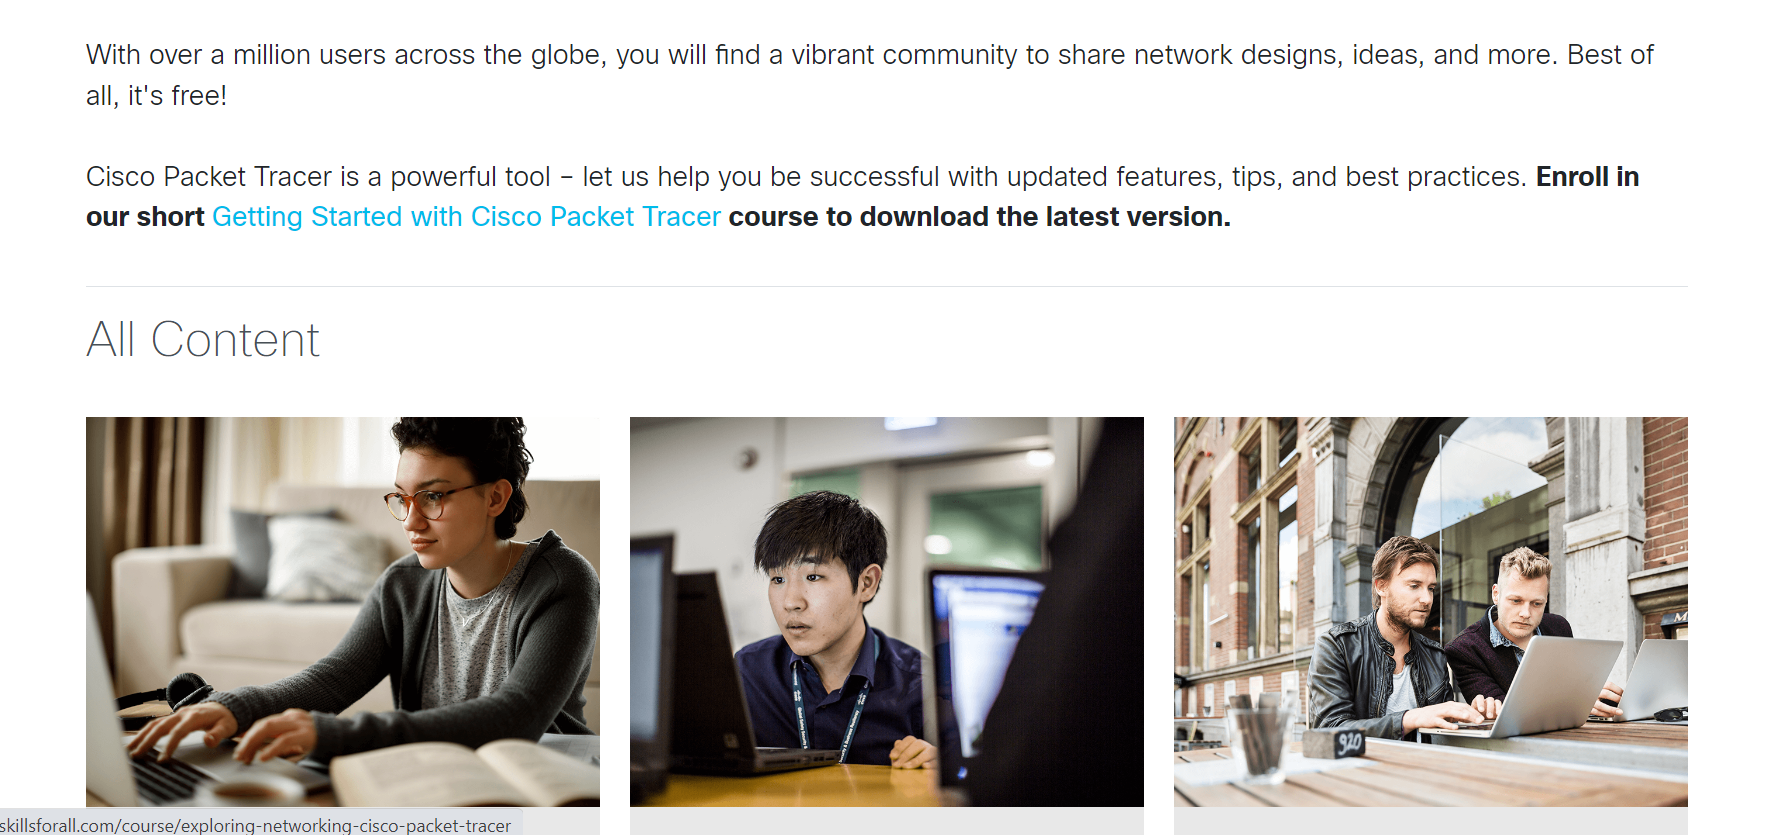 With over a million users across the globe, you will find a vibrant community to share network designs, ideas, and more. Best of
all, it's free!
Cisco Packet Tracer is a powerful tool – let us help you be successful with updated features, tips, and best practices. Enroll in
our short Getting Started with Cisco Packet Tracer course to download the latest version.
All Content
920
skillsforall.com/course/exploring-networking-cisco-packet-tracer